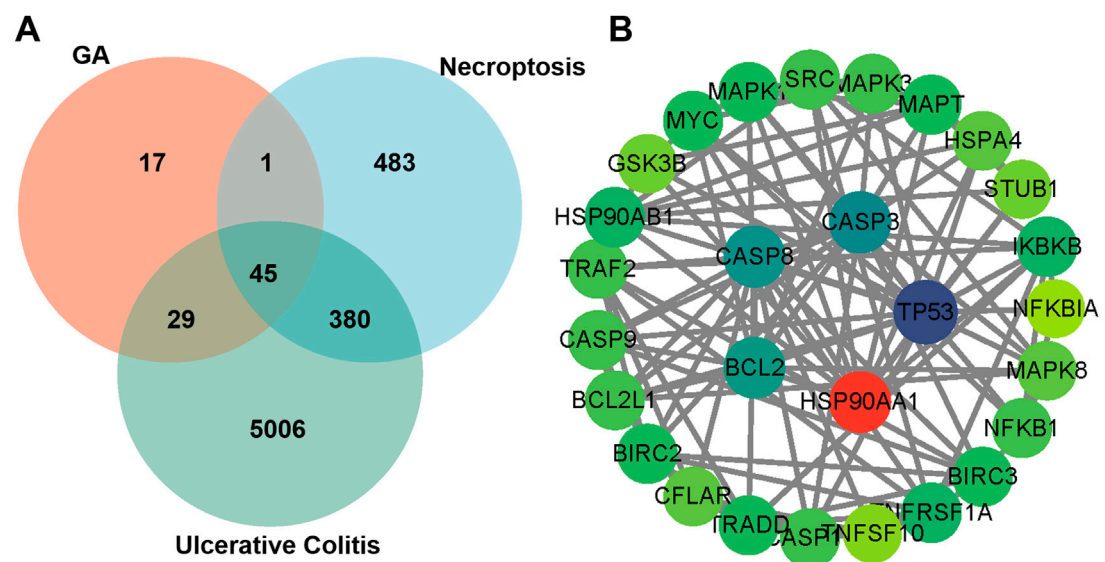 A
GA
Necroptosis
17
1
483
45
29
380
5006
Ulcerative Colitis
B
SRC
MAPK3
MAPK1
MAPT
MYC
HSPA4
GSK3B
STUB1
HSP90AB1
CASP3
IKBKB
CASP8
TRAF2
TP53
NFKBIA
CASP9
BCL2
MAPK8
BCL2L1
HSP90AA1
NFKB1
BIRC2
BIRC3
CFLAR
TNFRSF1A
TRADD
CASP1
TNFSF10